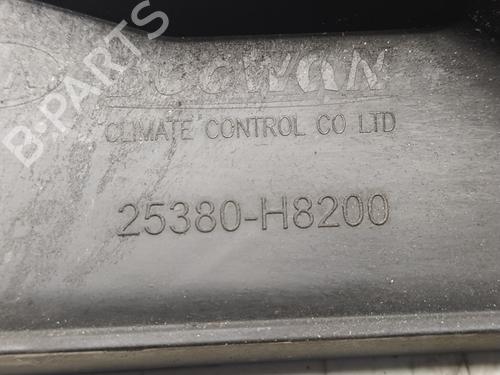 B-PARTS
CLIMATE CONTROL CO LTD
25380-H8200